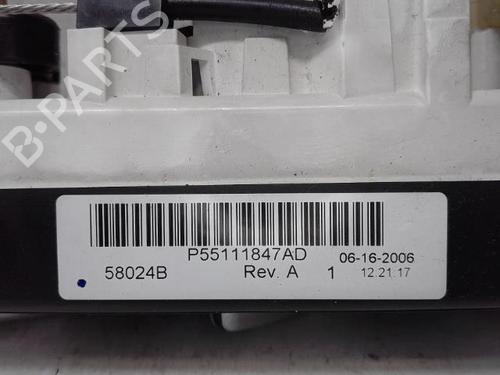 B-PARTS
P55111847AD
06-16-2006
58024B
Rev. A
1
12:21:17